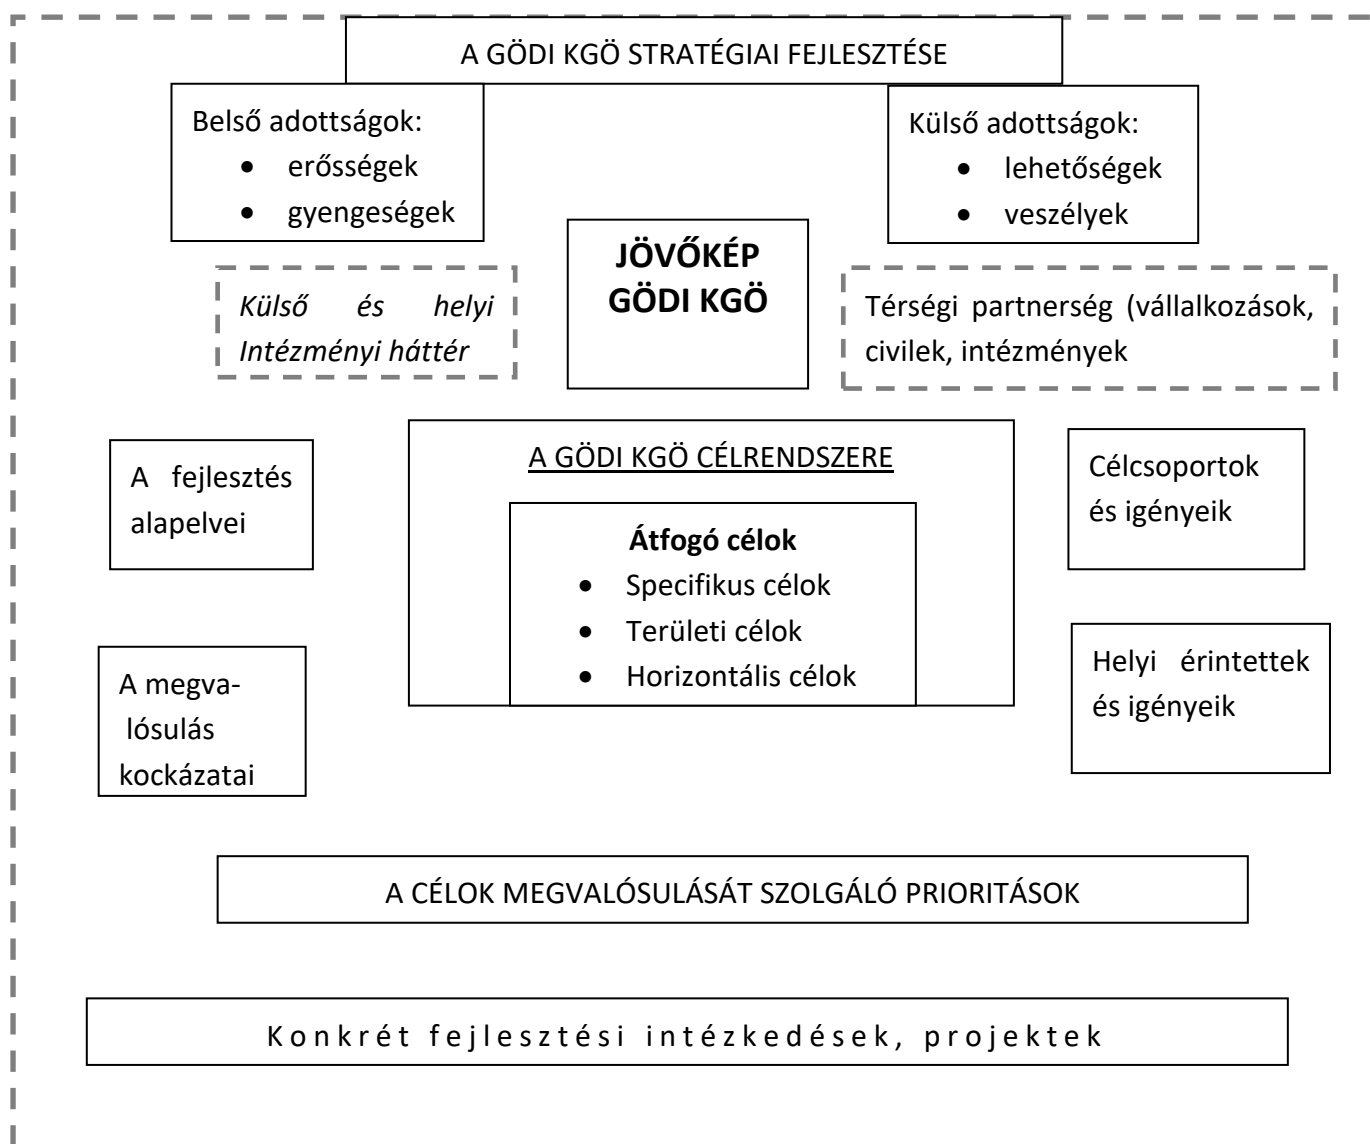 A GÖDI KGÖ STRATÉGIAI FEJLESZTÉSE
Belső adottságok:
• erősségek
• gyengeségek
Külső adottságok:
• lehetőségek
• veszélyek
JÖVŐKÉP
GÖDI KGÖ
Külső és helyi
Intézményi háttér
Térségi partnerség (vállalkozások,
civilek, intézmények
A fejlesztés
alapelvei
A GÖDI KGÖ CÉLRENDSZERE
Átfogó célok
• Specifikus célok
• Területi célok
• Horizontális célok
Célcsoportok
és igényeik
A megva-
lósulás
kockázatai
Helyi érintettek
és igényeik
A CÉLOK MEGVALÓSULÁSÁT SZOLGÁLÓ PRIORITÁSOK
Konkrét fejlesztési intézkedések, projektek